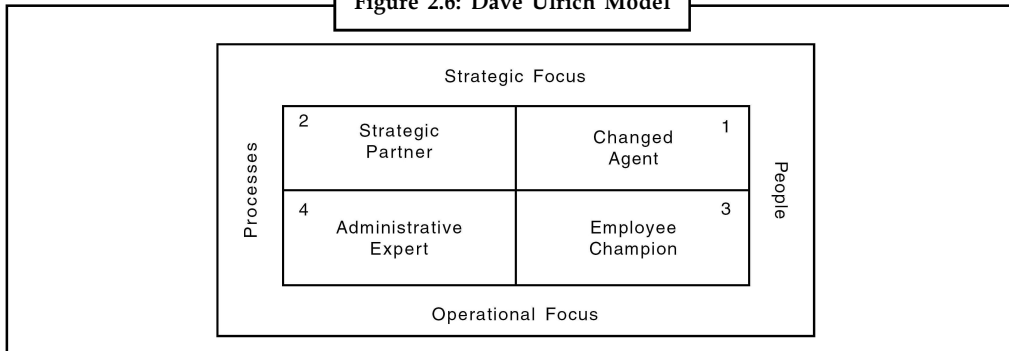 Figure 2.6: Dave Ulrich Model
Strategic Focus
Processes
2
Strategic
Partner
Changed
Agent
1
People
4
Administrative
Expert
Employee
Champion
3
Operational Focus